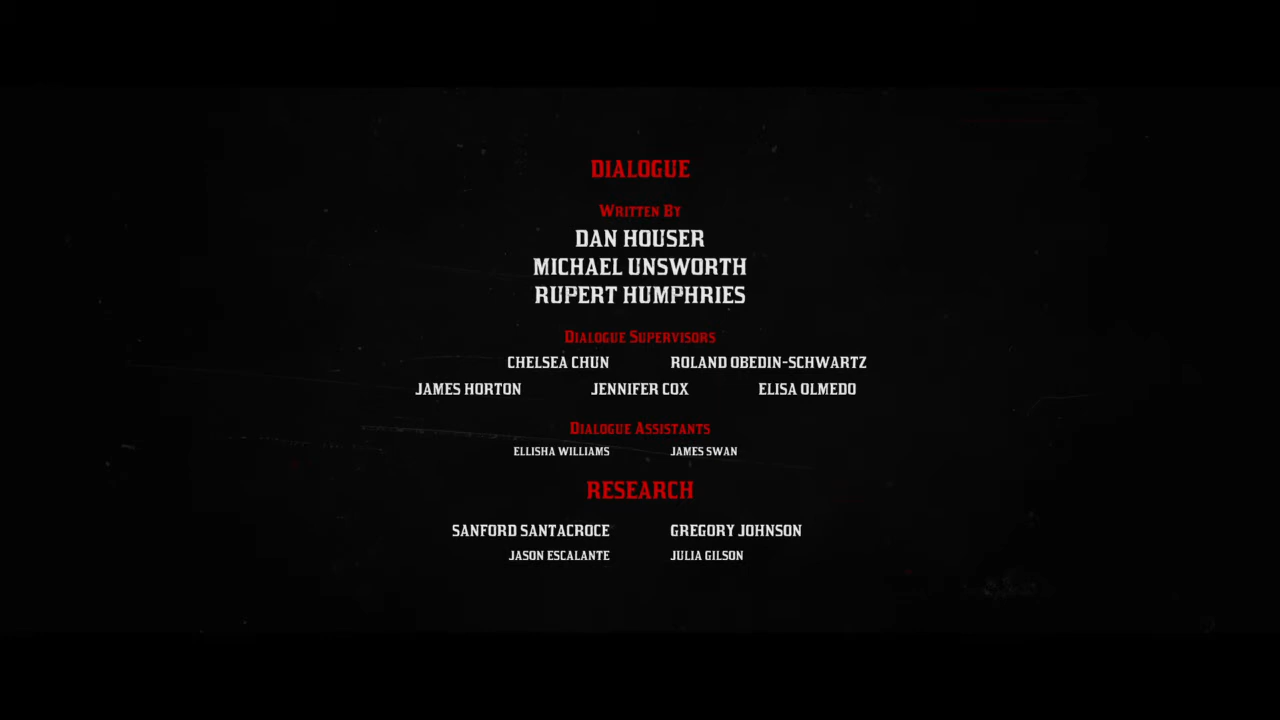 DIALOGUE
WRITTEN BY
DAN HOUSER
MICHAEL UNSWORTH
RUPERT HUMPHRIES
DIALOGUE SUPERVISORS
CHELSEA CHUN ROLAND OBEDIN-SCHWARTZ
JAMES HORTON JENNIFER COX ELISA OLMEDO
DIALOGUE ASSISTANTS
ELLISHA WILLIAMS JAMES SWAN
RESEARCH
SANFORD SANTACROCE GREGORY JOHNSON
JASON ESCALANTE JULIA GILSON